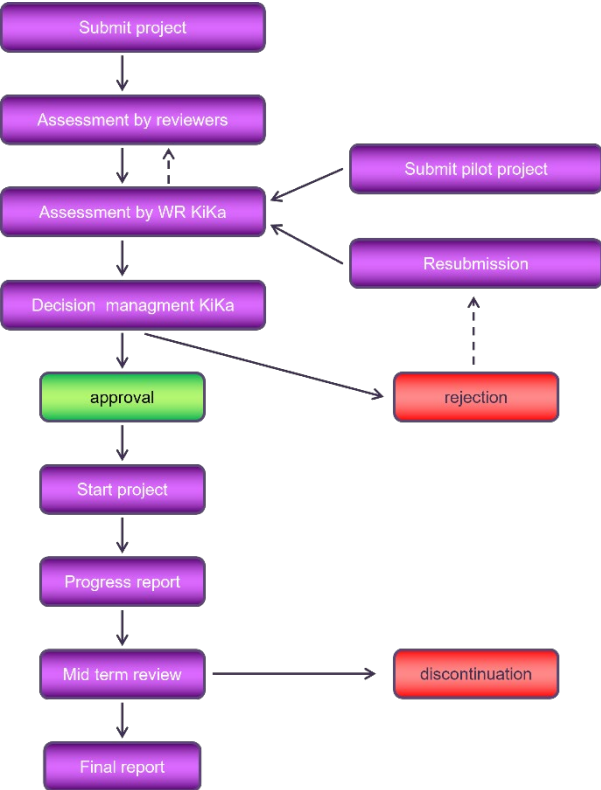 Submit project
Assessment by reviewers
Submit pilot project
Assessment by WR KiKa
Resubmission
Decision managment KiKa
approval
rejection
Start project
Progress report
Mid term review
discontinuation
Final report